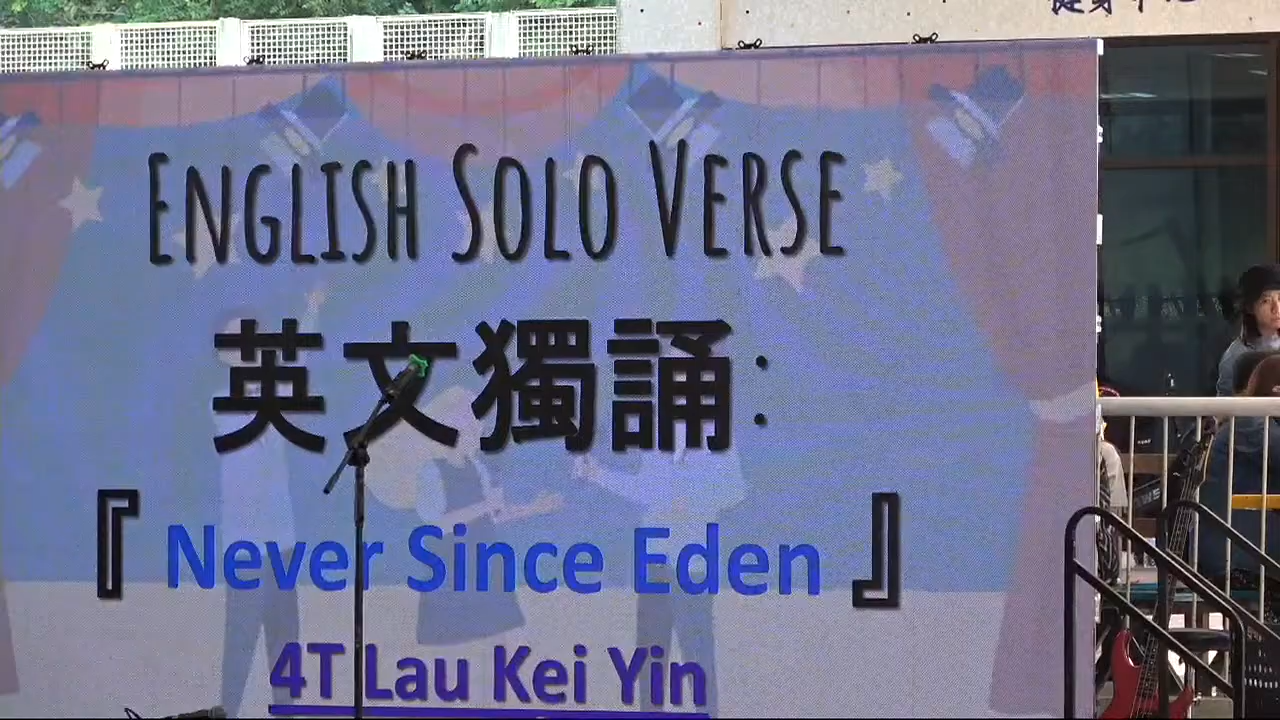 ENGLISH SOLO VERSE
英文獨誦:
『 Never Since Eden 』
4T Lau Kei Yin